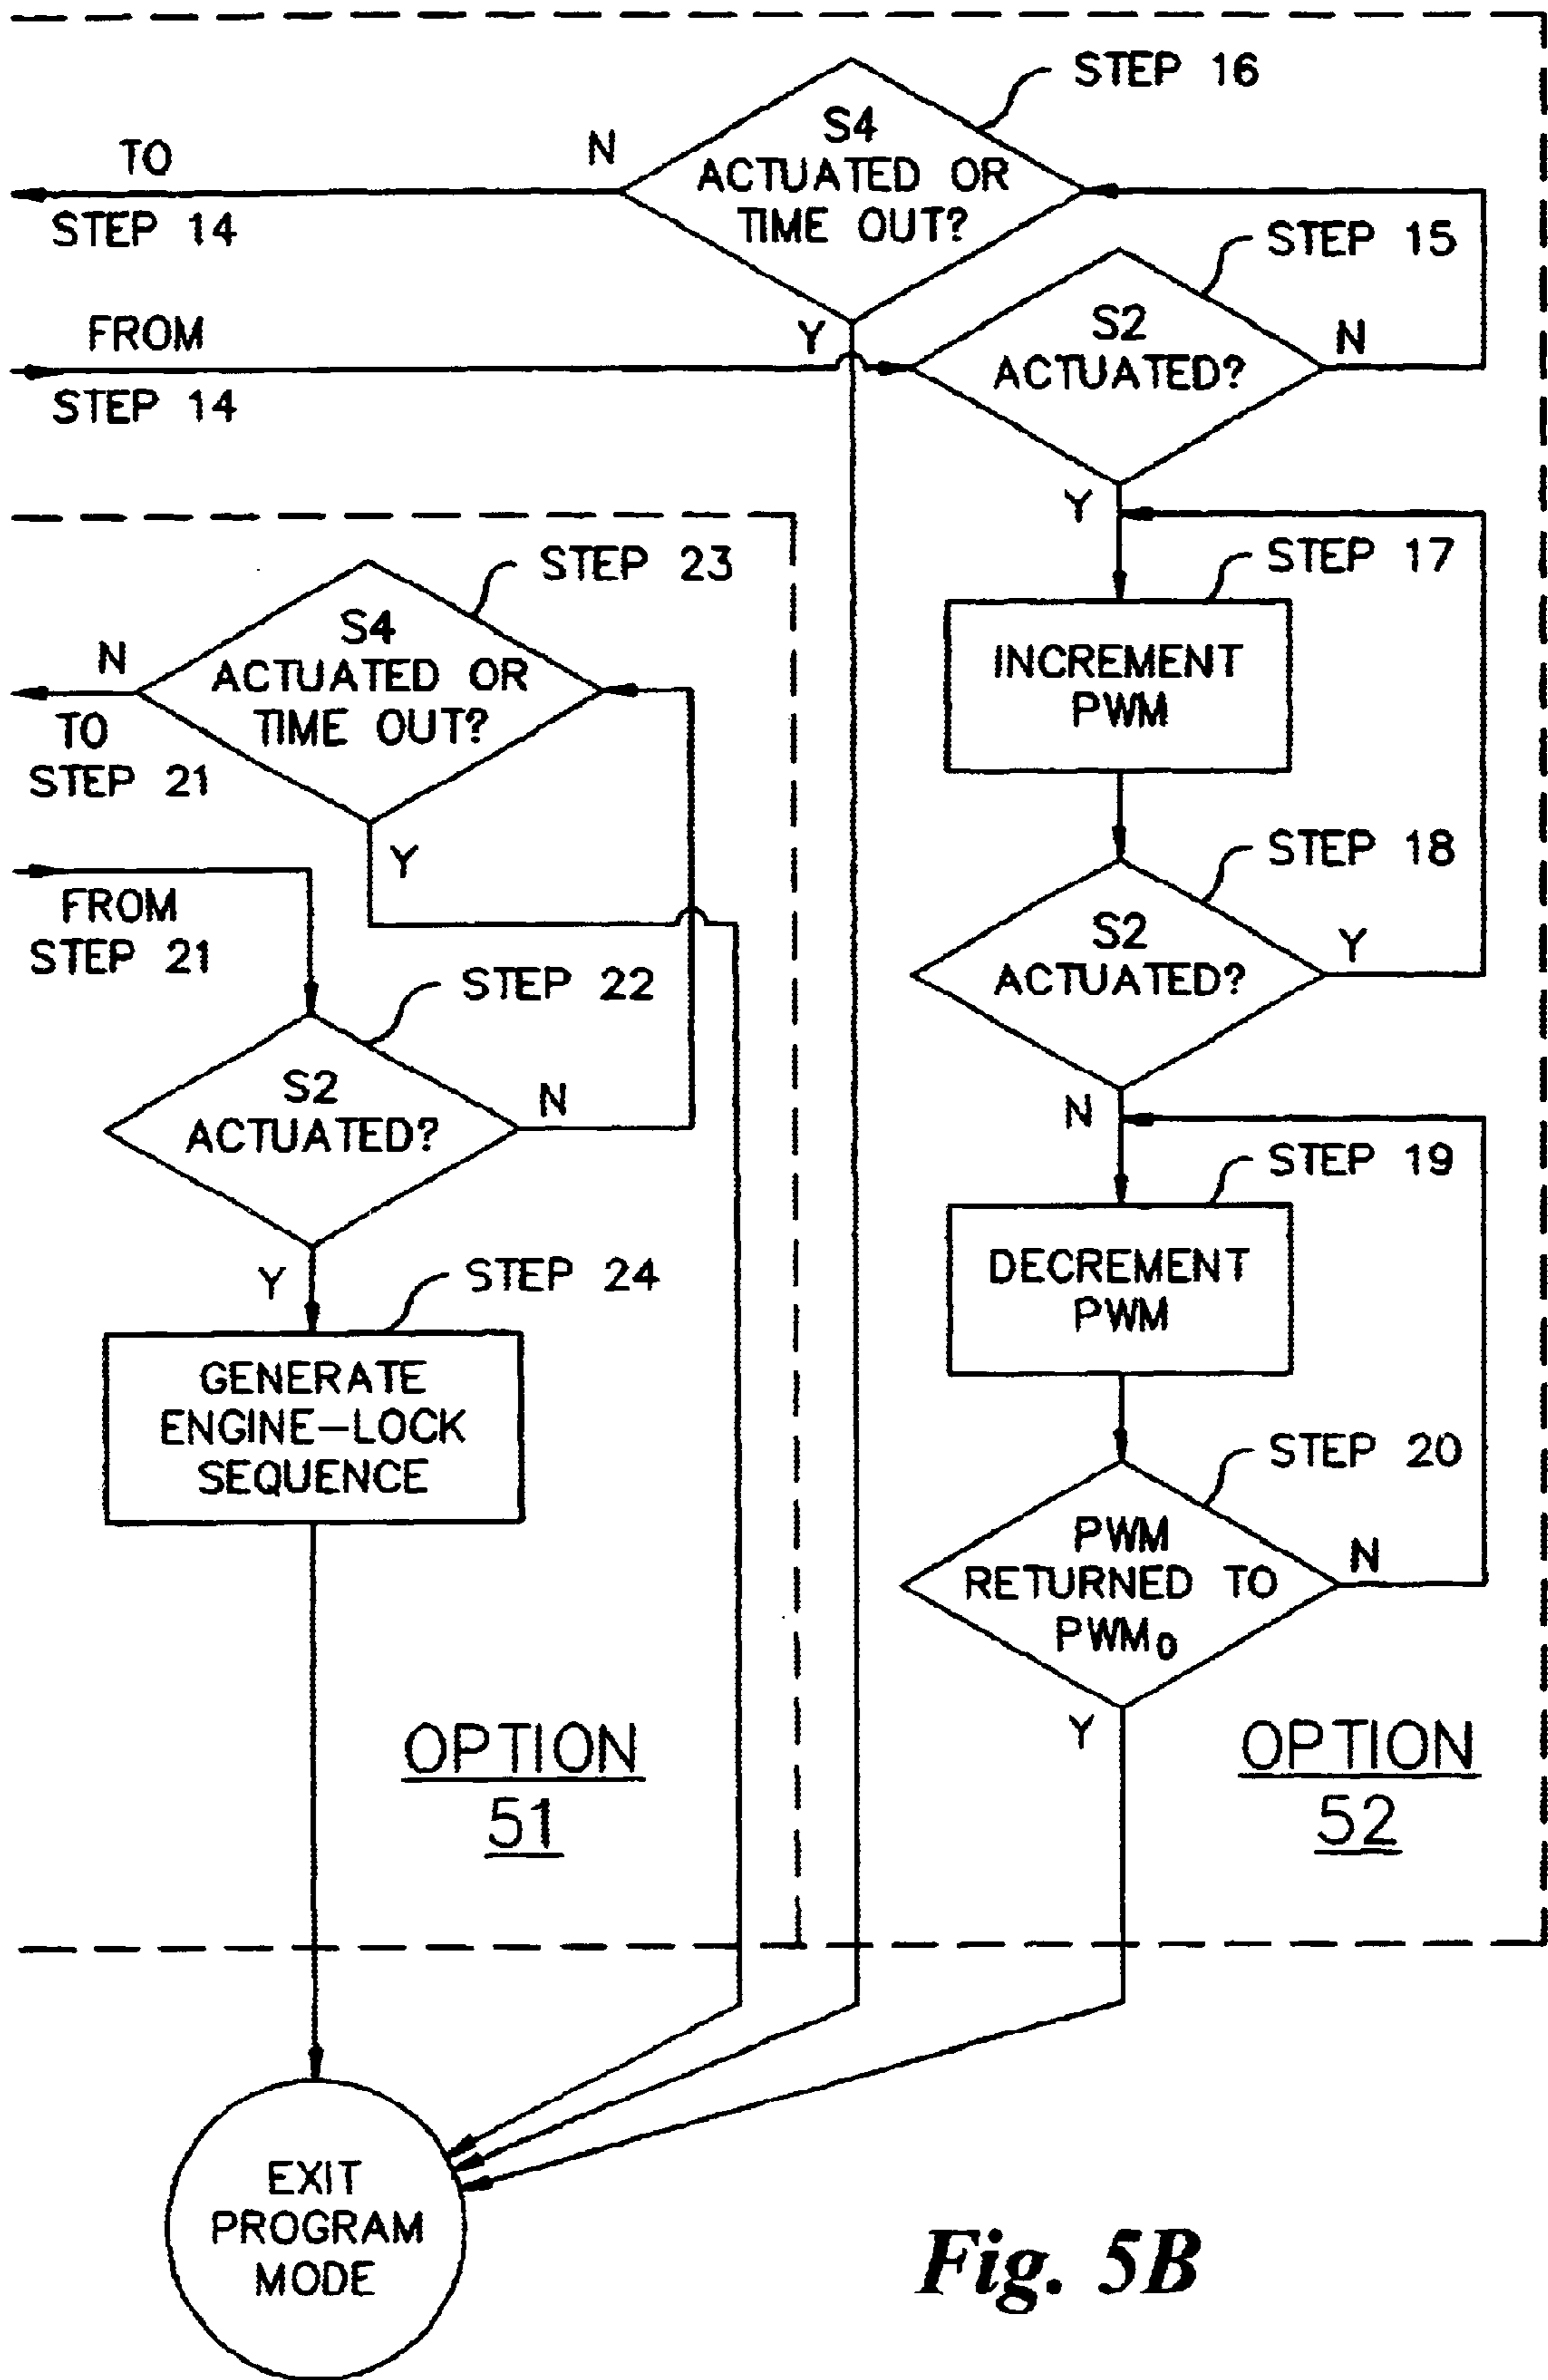 STEP 16
S4
ACTUATED OR
TIME OUT?
N
TO
STEP 14
Y
STEP 15
S2
ACTUATED?
N
FROM
STEP 14
Y
STEP 17
INCREMENT
PWM
STEP 18
S2
ACTUATED?
Y
N
STEP 19
DECREMENT
PWM
STEP 20
PWM
RETURNED TO
PWM₀
N
Y
OPTION
52
STEP 23
S4
ACTUATED OR
TIME OUT?
N
TO
STEP 21
Y
FROM
STEP 21
STEP 22
S2
ACTUATED?
N
Y
STEP 24
GENERATE
ENGINE–LOCK
SEQUENCE
OPTION
51
EXIT
PROGRAM
MODE
Fig. 5B